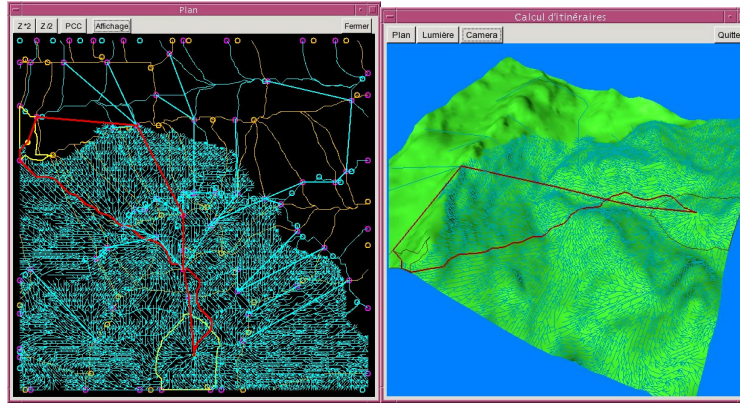 Plan
Z*2 Z/2 PCC Affichage Fermer
Calcul d'itinéraires
Plan Lumière Camera Quitte